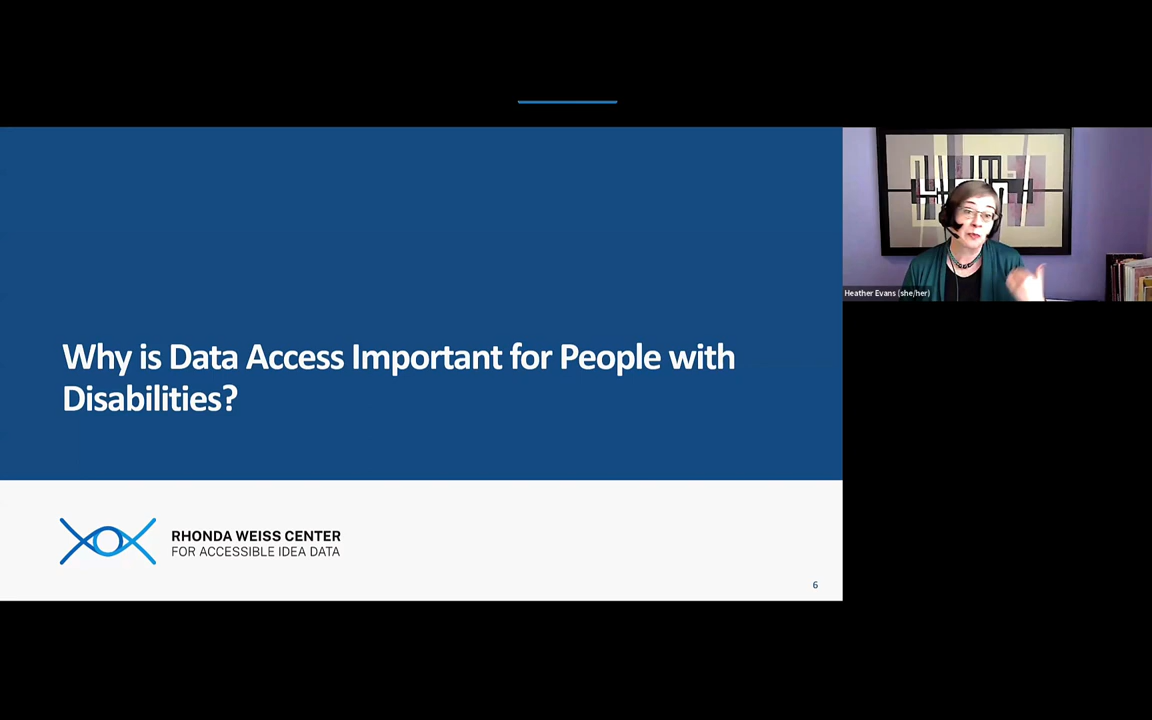 Why is Data Access Important for People with
Disabilities?
RHONDA WEISS CENTER
FOR ACCESSIBLE IDEA DATA
6
Heather Evans (she/her)